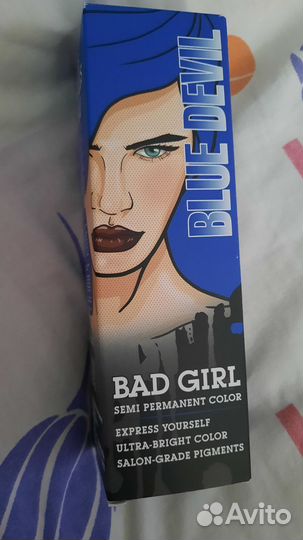 BLUE DEVIL
BAD GIRL
SEMI PERMANENT COLOR
EXPRESS YOURSELF
ULTRA-BRIGHT COLOR
SALON-GRADE PIGMENTS
Avito